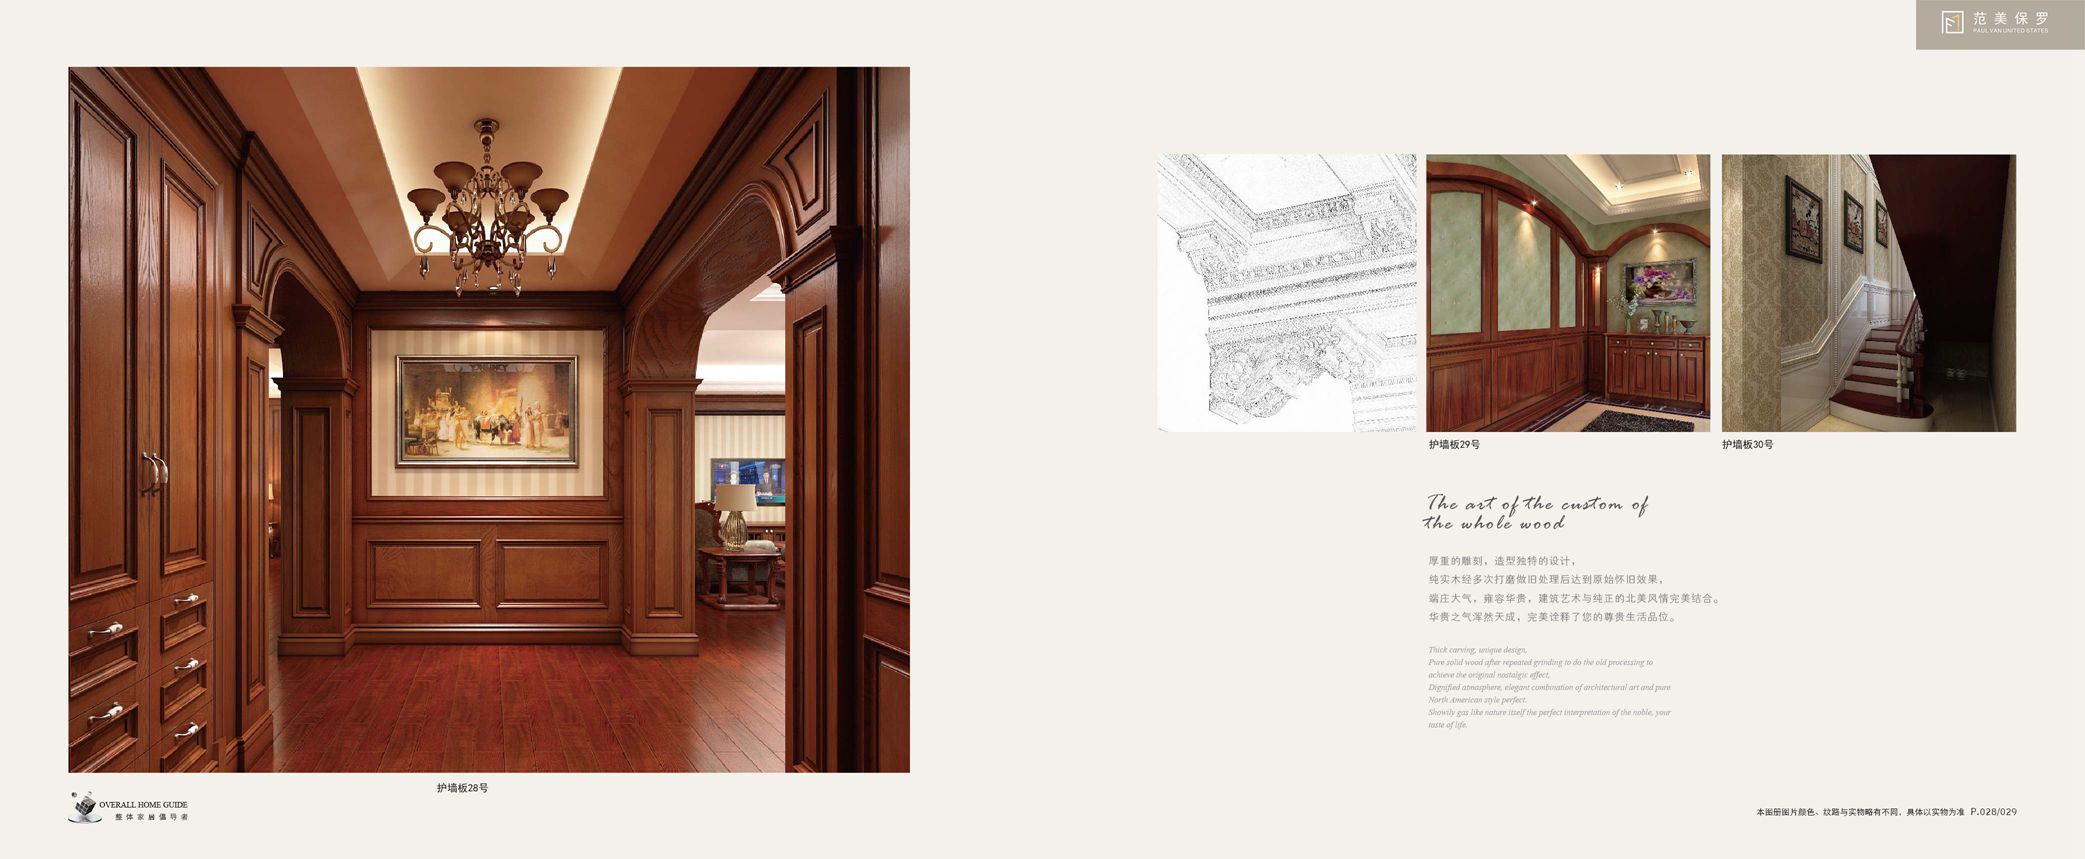 范美保罗
PAUL VAN UNITED STATES
护墙板29号
护墙板30号
The art of the custom of
the whole wood
厚重的雕刻，造型独特的设计，
纯实木经多次打磨做旧处理后达到原始怀旧效果，
端庄大气，雍容华贵，建筑艺术与纯正的北美风情完美结合。
华贵之气浑然天成，完美诠释了您的尊贵生活品位。
Thick carving, unique design,
Pure solid wood after repeated grinding to do the old processing to
achieve the original nostalgic effect,
Dignified atmosphere, elegant combination of architectural art and pure
North American style perfect.
Showily gas like nature itself the perfect interpretation of the noble, your
taste of life.
护墙板28号
OVERALL HOME GUIDE
整体家居倡导者
本图册图片颜色、纹路与实物略有不同，具体以实物为准 P.028/029